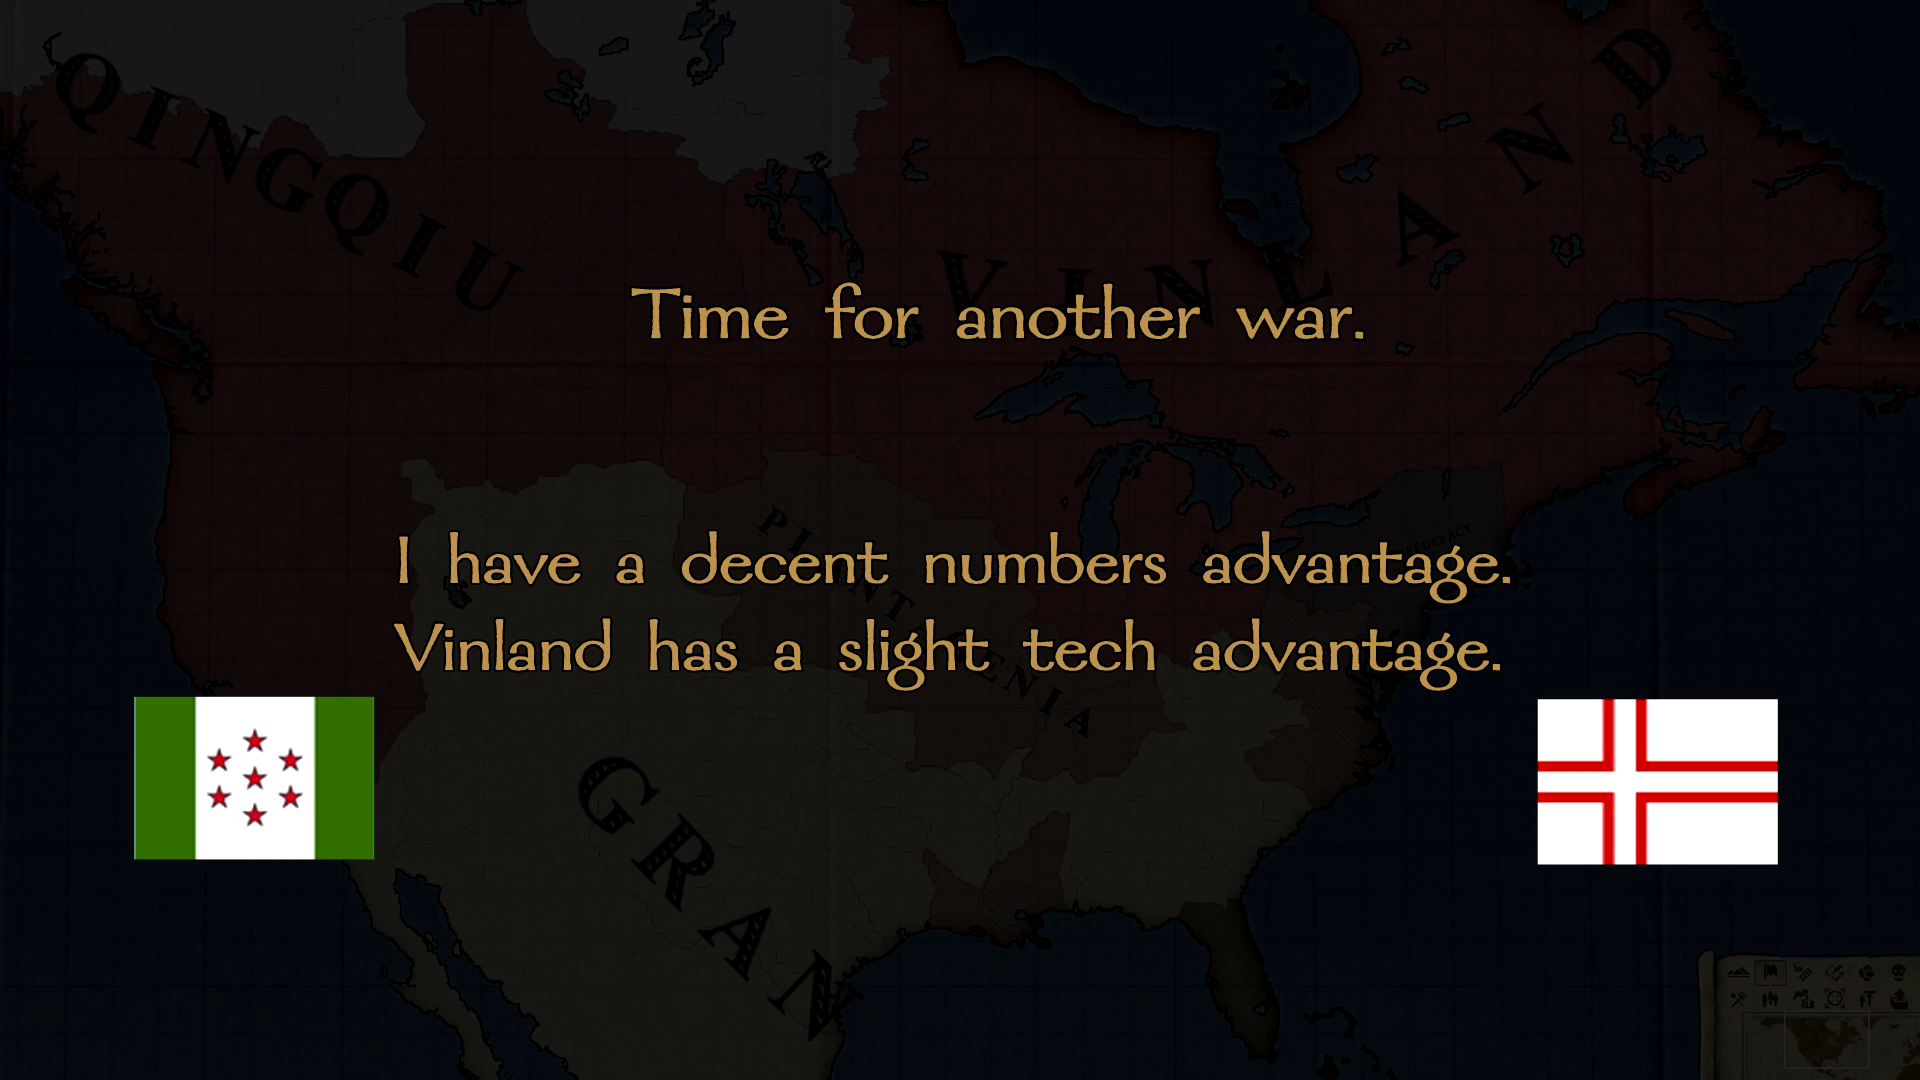 QINGQIU
VINLAND
Time for another war.
I have a decent numbers advantage.
Vinland has a slight tech advantage.
GRAN